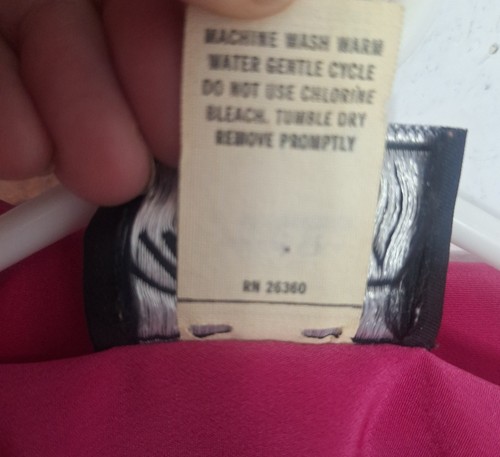 MACHINE WASH WARM
WATER GENTLE CYCLE
DO NOT USE CHLORINE
BLEACH. TUMBLE DRY
REMOVE PROMPTLY
RN 26360